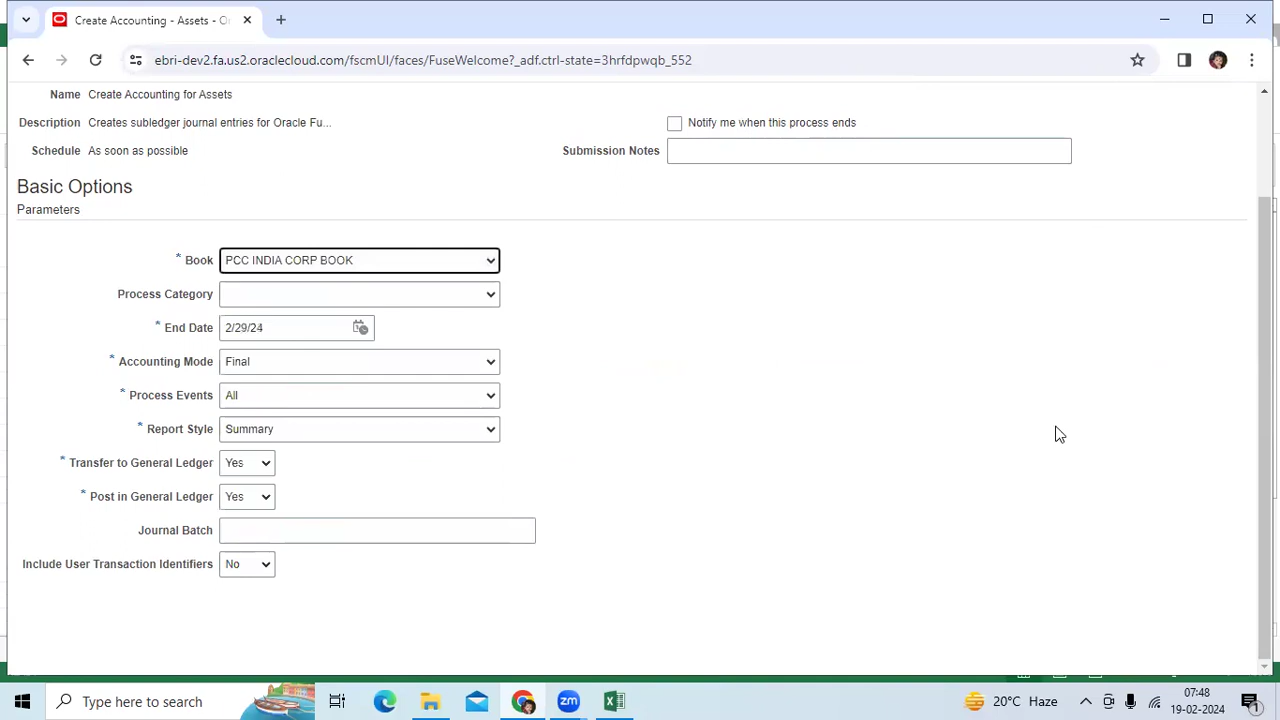 Create Accounting - Assets - O
ebri-dev2.fa.us2.oraclecloud.com/fscmUI/faces/FuseWelcome?_adf.ctrl-state=3hrfdpwqb_552
Name Create Accounting for Assets
Description Creates subledger journal entries for Oracle Fu...
Notify me when this process ends
Schedule As soon as possible
Submission Notes
Basic Options
Parameters
* Book PCC INDIA CORP BOOK
Process Category
* End Date 2/29/24
* Accounting Mode Final
* Process Events All
* Report Style Summary
* Transfer to General Ledger Yes
* Post in General Ledger Yes
Journal Batch
Include User Transaction Identifiers No
Type here to search
zm
20°C Haze
07:48
19-02-2024
1